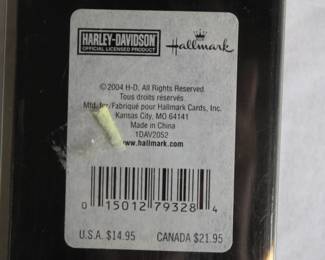 HARLEY-DAVIDSON
OFFICIAL LICENSED PRODUCT
Hallmark
©2004 H-D. All Rights Reserved
Tous droits réservés
Mfd. for/Fabriqué pour Hallmark Cards, Inc.
Kansas City, MO 64141
Made in China
1DAV2052
www.hallmark.com
0 15012 79328 4
U.S.A. $14.95 CANADA $21.95